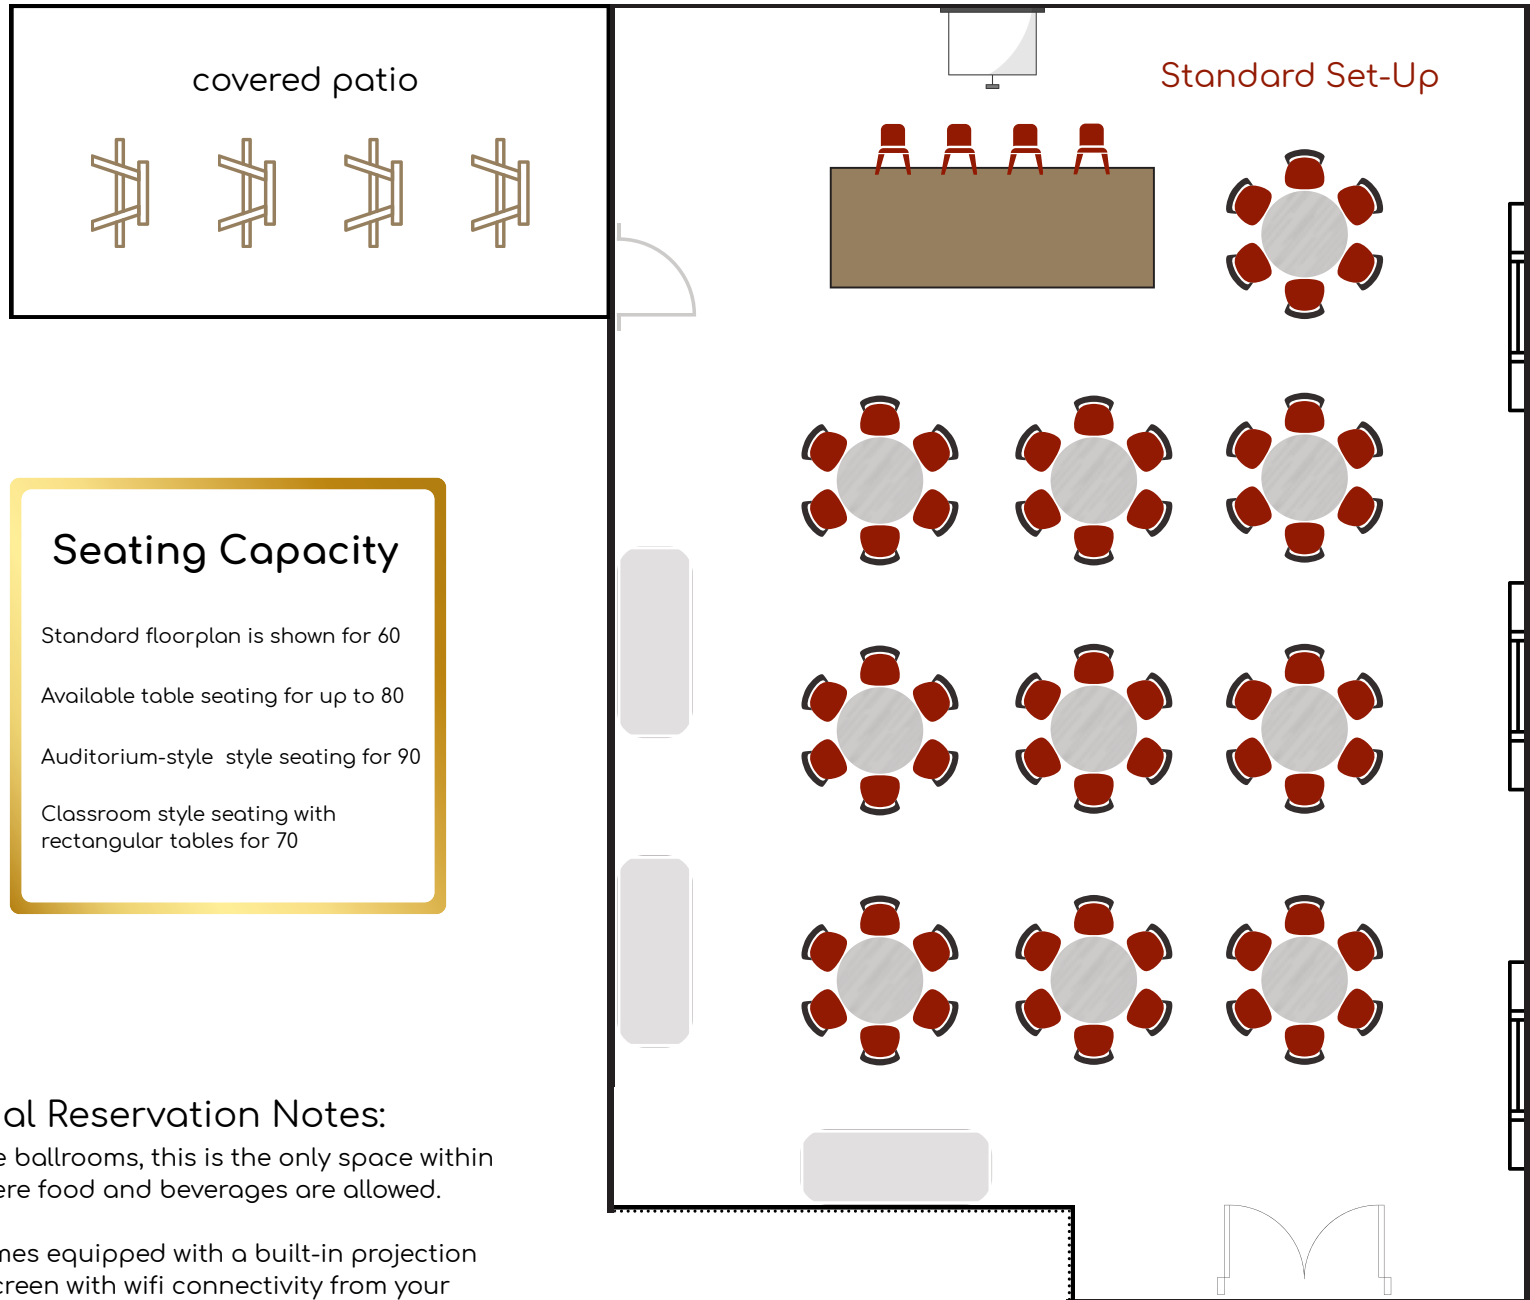 covered patio
Standard Set-Up
Seating Capacity
Standard floorplan is shown for 60
Available table seating for up to 80
Auditorium-style  style seating for 90
Classroom style seating with
rectangular tables for 70
al Reservation Notes:
ballrooms, this is the only space within
food and beverages are allowed.
equipped with a built-in projection
with wifi connectivity from your